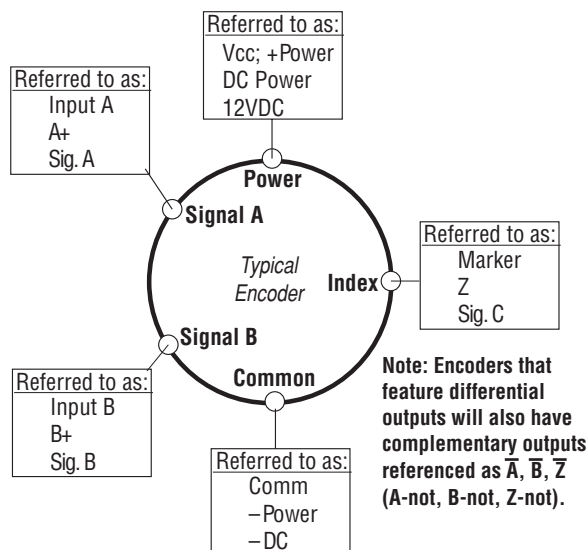 Referred to as:
Vcc; +Power
DC Power
12VDC
Referred to as:
Input A
A+
Sig. A
Power
Signal A
Typical
Encoder
Index
Referred to as:
Marker
Z
Sig. C
Signal B
Common
Referred to as:
Input B
B+
Sig. B
Referred to as:
Comm
–Power
–DC
Note: Encoders that
feature differential
outputs will also have
complementary outputs
referenced as A̅, B̅, Z̅
(A-not, B-not, Z-not).